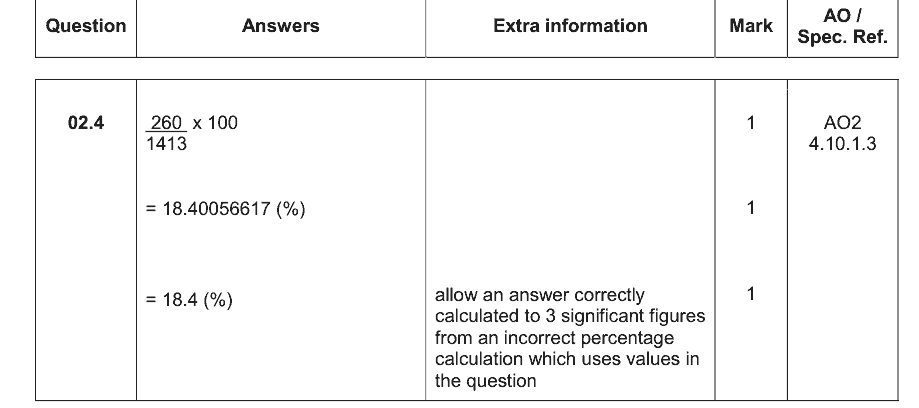 Question Answers Extra information Mark AO /
Spec. Ref.
02.4 260 x 100 1 AO2
1413 4.10.1.3
= 18.40056617 (%) 1
= 18.4 (%) allow an answer correctly 1
calculated to 3 significant figures
from an incorrect percentage
calculation which uses values in
the question